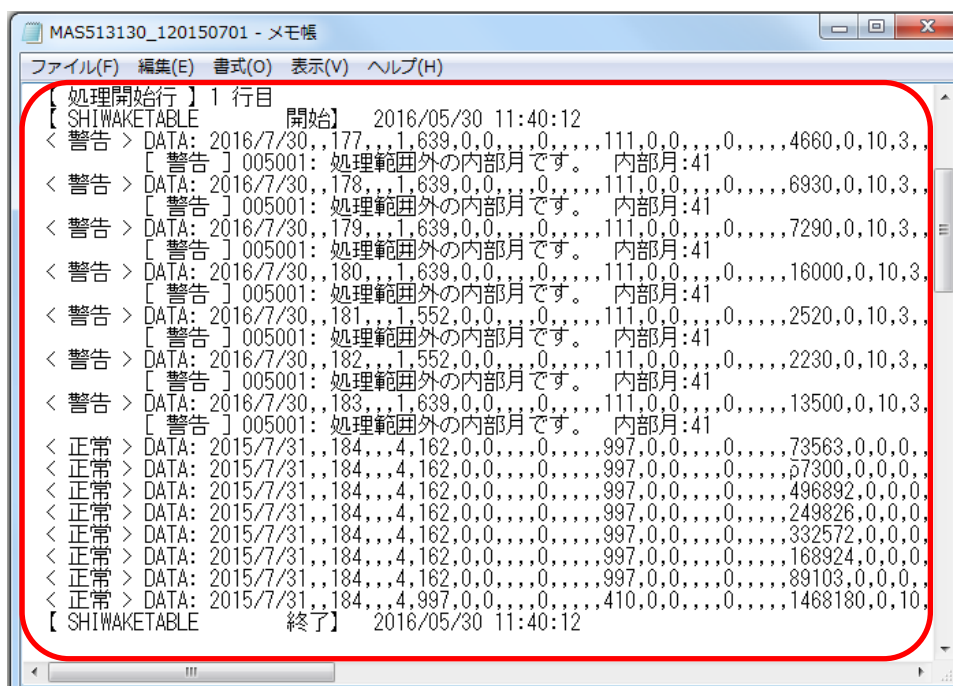 MAS513130_120150701 - メモ帳
ファイル(F) 編集(E) 書式(O) 表示(V) ヘルプ(H)
【 処理開始行 】1 行目
【 SHIWAKETABLE 開始】 2016/05/30 11:40:12
< 警告 > DATA: 2016/7/30,,177,,,1,639,0,0,,,,0,,,,,111,0,0,,,,0,,,,,4660,0,10,3,,
[ 警告 ] 005001: 処理範囲外の内部月です。 内部月:41
< 警告 > DATA: 2016/7/30,,178,,,1,639,0,0,,,,0,,,,,111,0,0,,,,0,,,,,6930,0,10,3,,
[ 警告 ] 005001: 処理範囲外の内部月です。 内部月:41
< 警告 > DATA: 2016/7/30,,179,,,1,639,0,0,,,,0,,,,,111,0,0,,,,0,,,,,7290,0,10,3,,
[ 警告 ] 005001: 処理範囲外の内部月です。 内部月:41
< 警告 > DATA: 2016/7/30,,180,,,1,639,0,0,,,,0,,,,,111,0,0,,,,0,,,,,16000,0,10,3,
[ 警告 ] 005001: 処理範囲外の内部月です。 内部月:41
< 警告 > DATA: 2016/7/30,,181,,,1,552,0,0,,,,0,,,,,111,0,0,,,,0,,,,,2520,0,10,3,,
[ 警告 ] 005001: 処理範囲外の内部月です。 内部月:41
< 警告 > DATA: 2016/7/30,,182,,,1,552,0,0,,,,0,,,,,111,0,0,,,,0,,,,,2230,0,10,3,,
[ 警告 ] 005001: 処理範囲外の内部月です。 内部月:41
< 警告 > DATA: 2016/7/30,,183,,,1,639,0,0,,,,0,,,,,111,0,0,,,,0,,,,,13500,0,10,3,
[ 警告 ] 005001: 処理範囲外の内部月です。 内部月:41
< 正常 > DATA: 2015/7/31,,184,,,4,162,0,0,,,,0,,,,,997,0,0,,,,0,,,,,73563,0,0,0,,
< 正常 > DATA: 2015/7/31,,184,,,4,162,0,0,,,,0,,,,,997,0,0,,,,0,,,,,57300,0,0,0,,
< 正常 > DATA: 2015/7/31,,184,,,4,162,0,0,,,,0,,,,,997,0,0,,,,0,,,,,496892,0,0,0,
< 正常 > DATA: 2015/7/31,,184,,,4,162,0,0,,,,0,,,,,997,0,0,,,,0,,,,,249826,0,0,0,
< 正常 > DATA: 2015/7/31,,184,,,4,162,0,0,,,,0,,,,,997,0,0,,,,0,,,,,332572,0,0,0,
< 正常 > DATA: 2015/7/31,,184,,,4,162,0,0,,,,0,,,,,997,0,0,,,,0,,,,,168924,0,0,0,
< 正常 > DATA: 2015/7/31,,184,,,4,162,0,0,,,,0,,,,,997,0,0,,,,0,,,,,89103,0,0,0,,
< 正常 > DATA: 2015/7/31,,184,,,4,997,0,0,,,,0,,,,,410,0,0,,,,0,,,,,1468180,0,10,
【 SHIWAKETABLE 終了】 2016/05/30 11:40:12